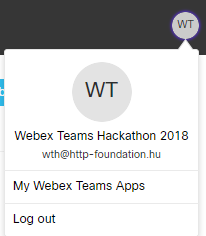 WT
WT
Webex Teams Hackathon 2018
wth@http-foundation.hu
My Webex Teams Apps
Log out